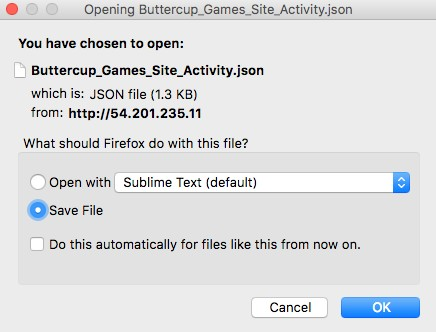 Opening Buttercup_Games_Site_Activity.json
You have chosen to open:
Buttercup_Games_Site_Activity.json
which is: JSON file (1.3 KB)
from: http://54.201.235.11
What should Firefox do with this file?
Open with Sublime Text (default)
Save File
Do this automatically for files like this from now on.
Cancel OK